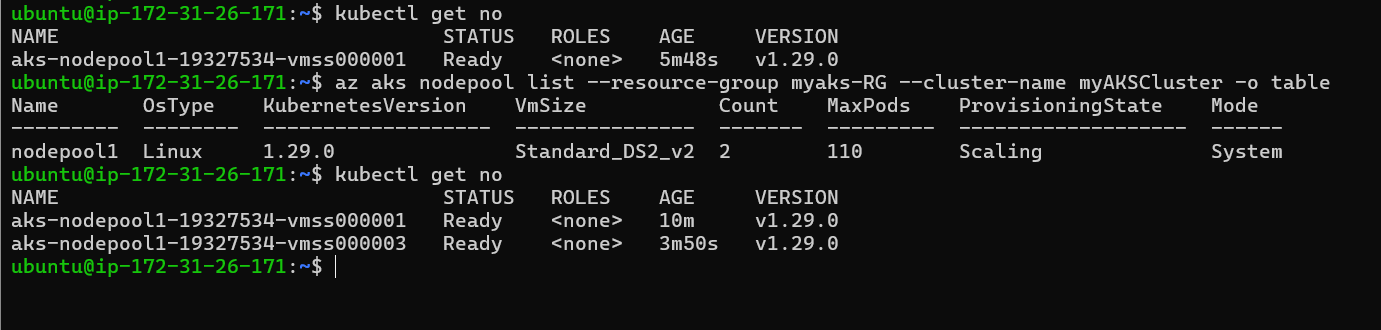 ubuntu@ip-172-31-26-171:~$ kubectl get no
NAME                                STATUS   ROLES    AGE     VERSION
aks-nodepool1-19327534-vmss000001   Ready    <none>   5m48s   v1.29.0
ubuntu@ip-172-31-26-171:~$ az aks nodepool list --resource-group myaks-RG --cluster-name myAKSCluster -o table
Name       OsType    KubernetesVersion    VmSize           Count    MaxPods    ProvisioningState    Mode
---------  --------  -------------------  ---------------  -------  ---------  -------------------  ------
nodepool1  Linux     1.29.0               Standard_DS2_v2  2        110        Scaling              System
ubuntu@ip-172-31-26-171:~$ kubectl get no
NAME                                STATUS   ROLES    AGE     VERSION
aks-nodepool1-19327534-vmss000001   Ready    <none>   10m     v1.29.0
aks-nodepool1-19327534-vmss000003   Ready    <none>   3m50s   v1.29.0
ubuntu@ip-172-31-26-171:~$